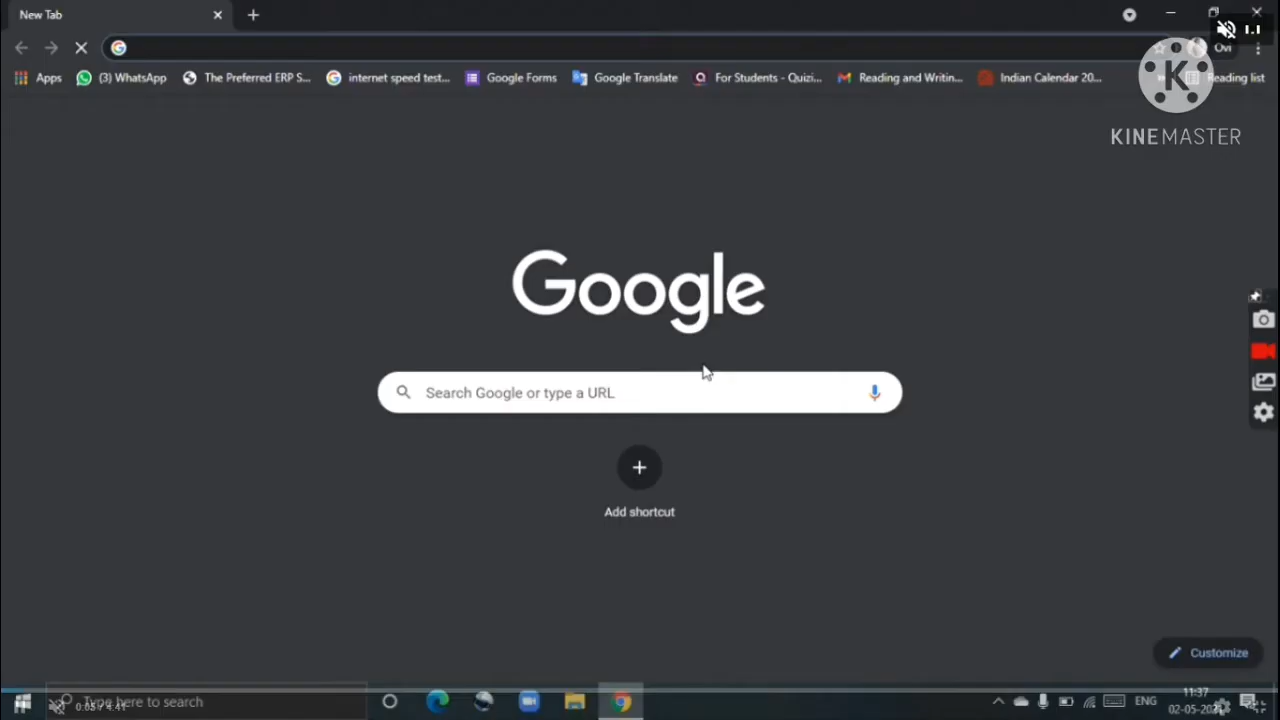 New Tab
Ovi
Apps
(3) WhatsApp
The Preferred ERP S...
internet speed test...
Google Forms
Google Translate
For Students - Quizi...
Reading and Writin...
Indian Calendar 20...
Reading list
K
KINEMASTER
Google
Search Google or type a URL
Add shortcut
Customize
Type here to search
ENG
11:37